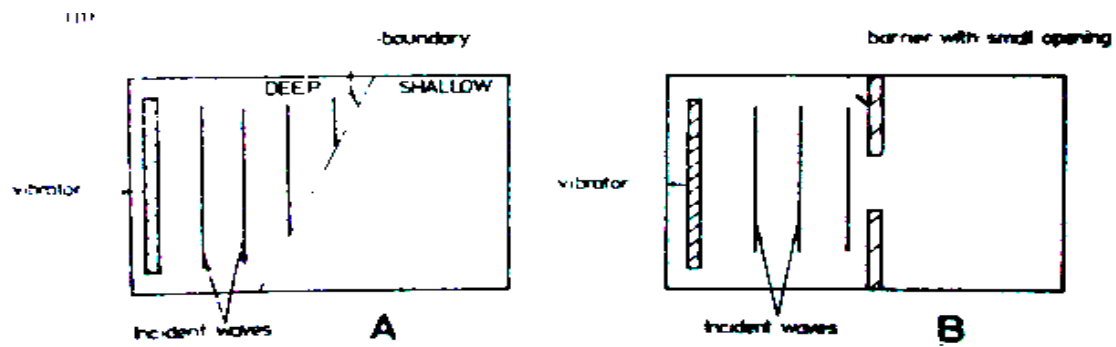 boundary
DEEP
SHALLOW
vibrator
Incident waves
A
barrier with small opening
vibrator
Incident waves
B